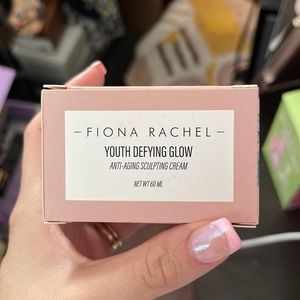 -FIONA RACHEL-
YOUTH DEFYING GLOW
ANTI-AGING SCULPTING CREAM
NET WT 60 ML